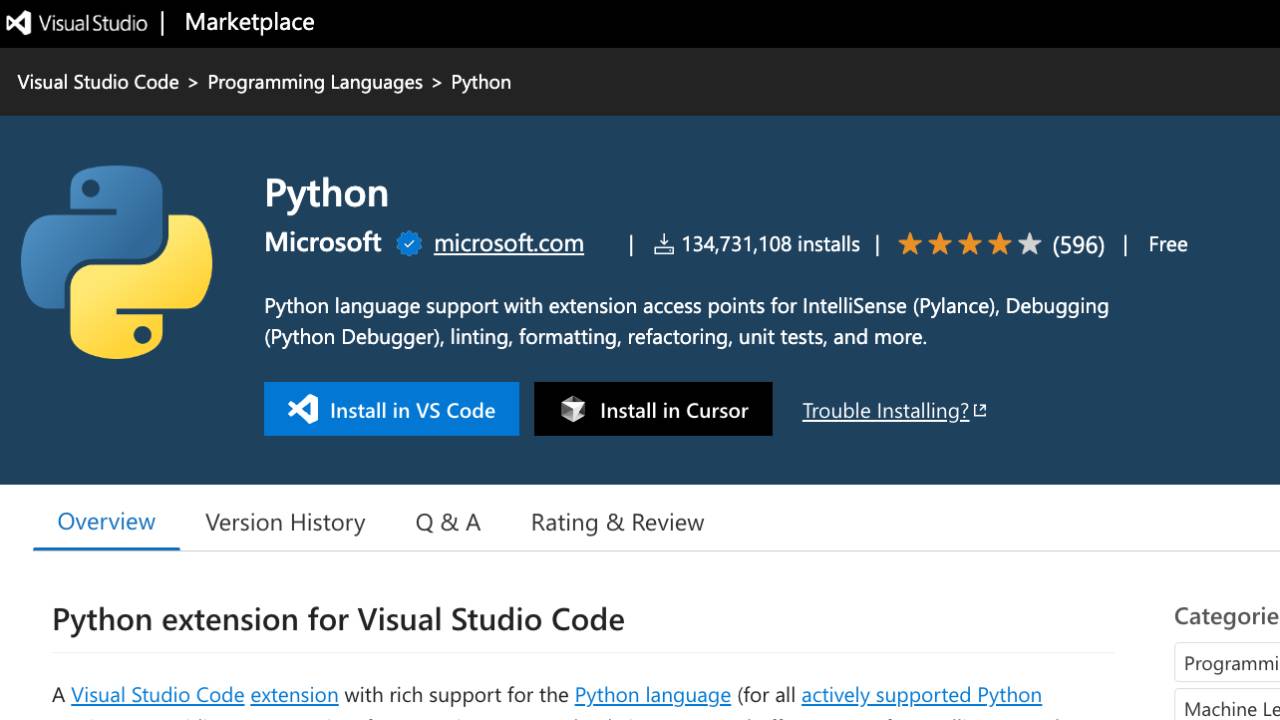 Visual Studio | Marketplace
Visual Studio Code > Programming Languages > Python
Python
Microsoft microsoft.com | 134,731,108 installs | (596) | Free
Python language support with extension access points for IntelliSense (Pylance), Debugging
(Python Debugger), linting, formatting, refactoring, unit tests, and more.
Install in VS Code Install in Cursor Trouble Installing?
Overview Version History Q & A Rating & Review
Python extension for Visual Studio Code
Categorie
Programmi
A Visual Studio Code extension with rich support for the Python language (for all actively supported Python
Machine Le